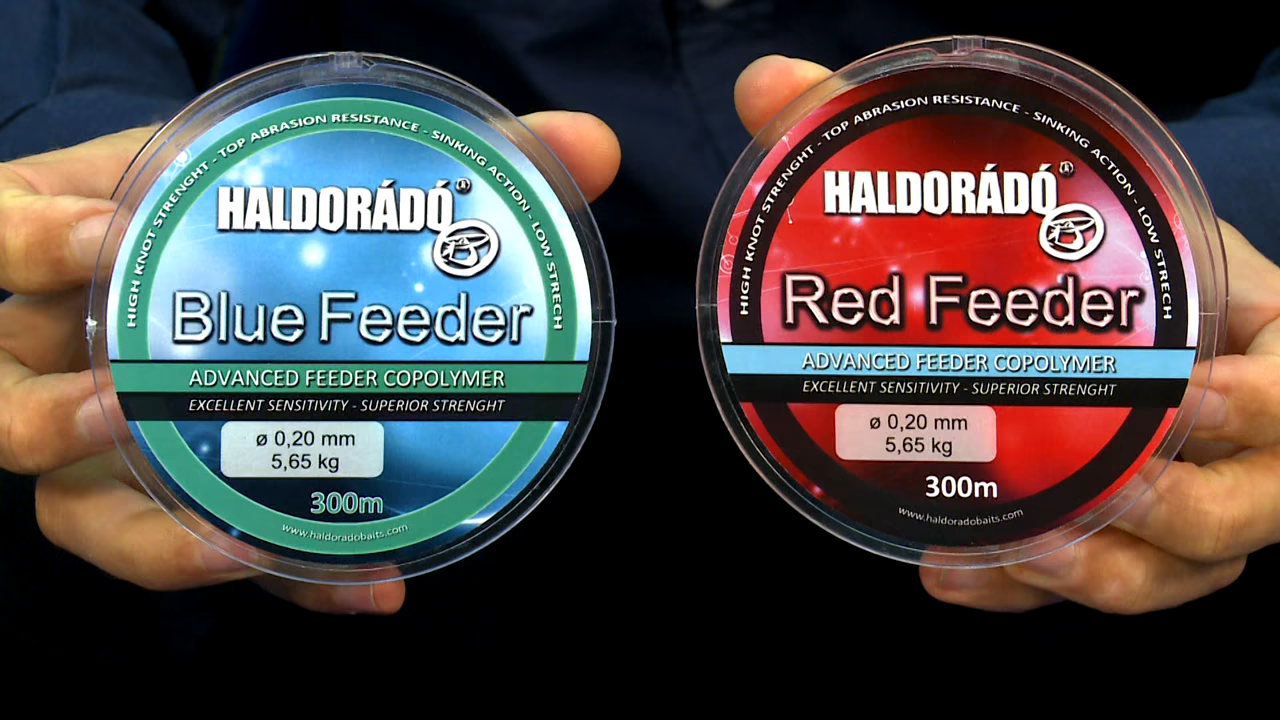 HIGH KNOT STRENGHT - TOP ABRASION RESISTANCE - SINKING ACTION - LOW STRECH
HALDORÁDÓ®
Blue Feeder
ADVANCED FEEDER COPOLYMER
EXCELLENT SENSITIVITY - SUPERIOR STRENGHT
ø 0,20 mm
5,65 kg
300m
www.haldoradobaits.com
HIGH KNOT STRENGHT - TOP ABRASION RESISTANCE - SINKING ACTION - LOW STRECH
HALDORÁDÓ®
Red Feeder
ADVANCED FEEDER COPOLYMER
EXCELLENT SENSITIVITY - SUPERIOR STRENGHT
ø 0,20 mm
5,65 kg
300m
www.haldoradobaits.com